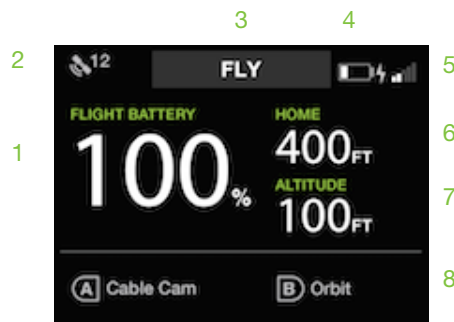 3 4
2 12 FLY 5
FLIGHT BATTERY HOME
1 100% 400FT 6
ALTITUDE
100FT 7
A Cable Cam B Orbit 8